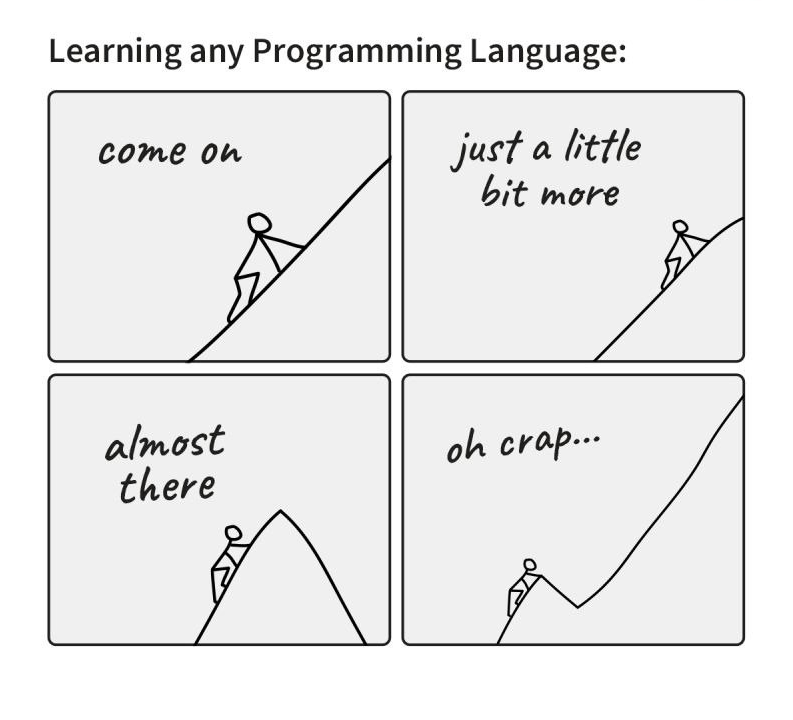 Learning any Programming Language:
come on
just a little
bit more
almost
there
oh crap...